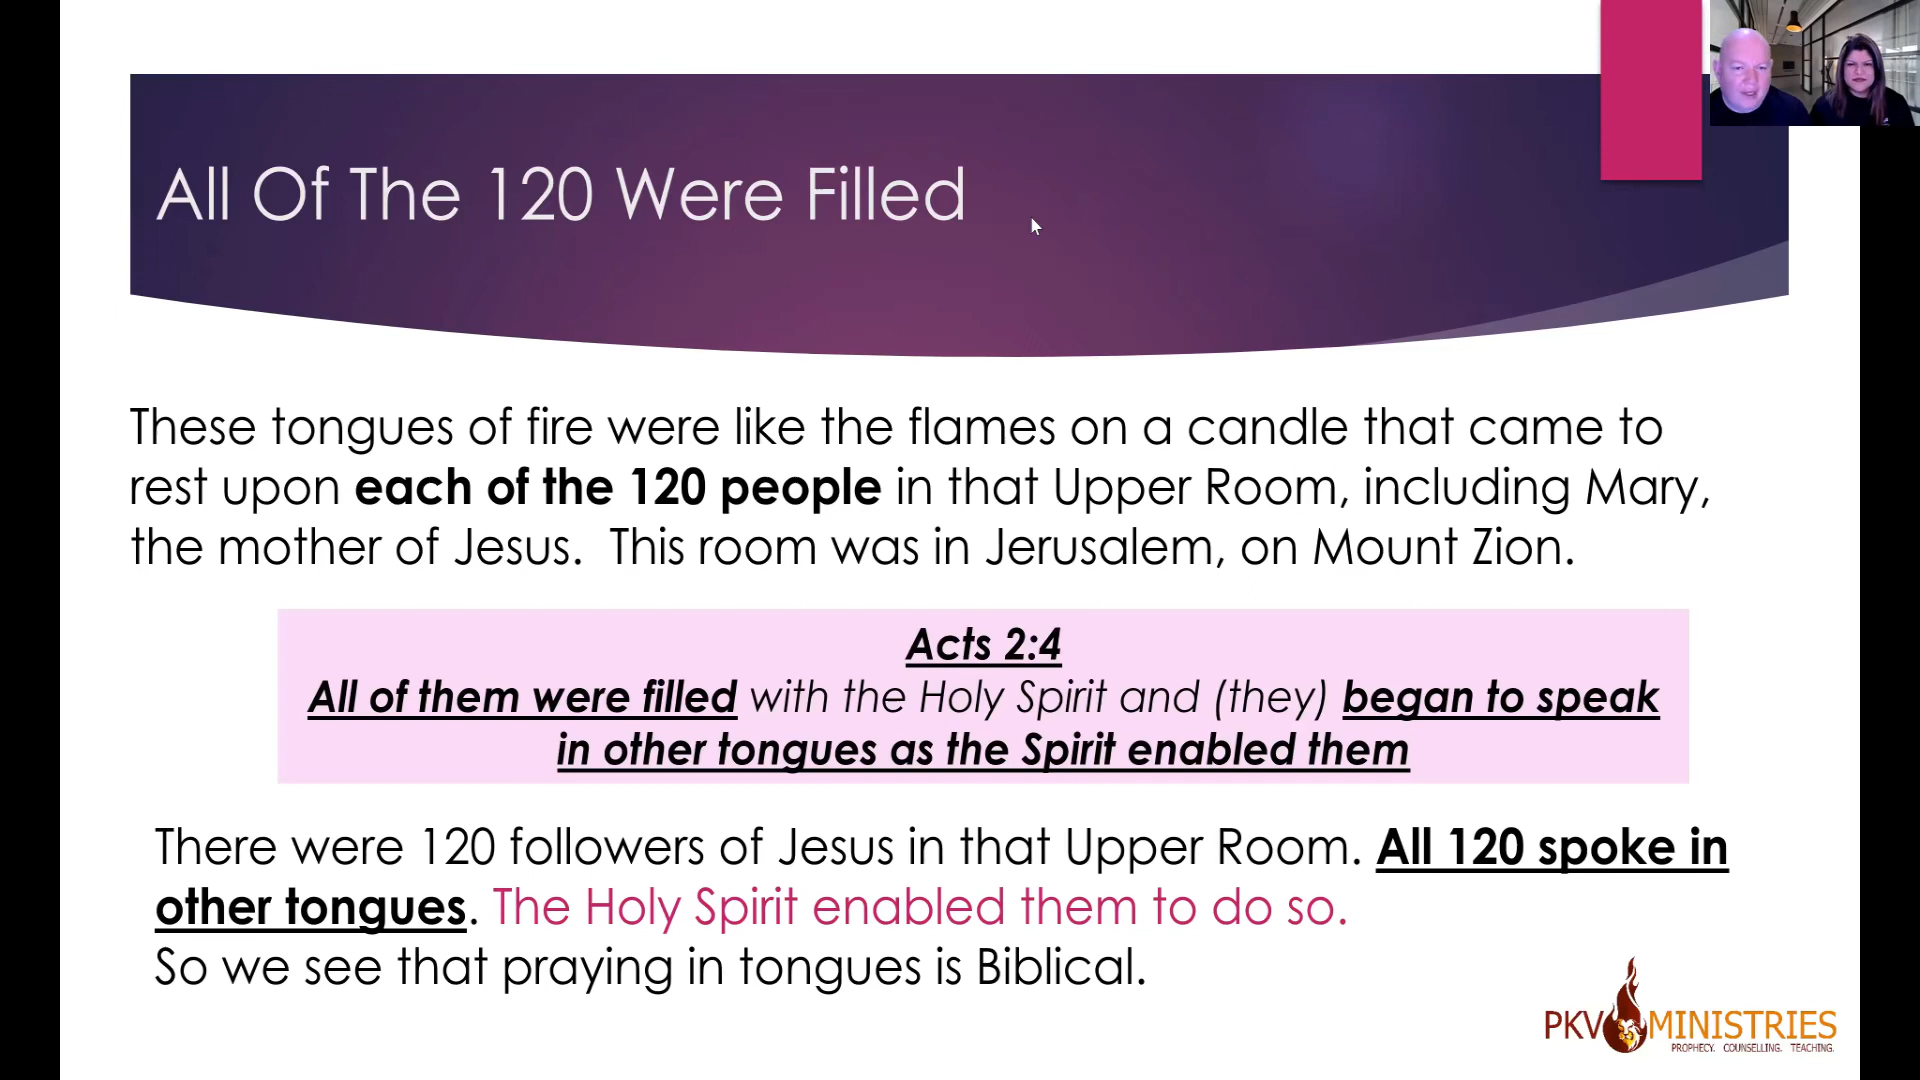 All Of The 120 Were Filled
These tongues of fire were like the flames on a candle that came to
rest upon each of the 120 people in that Upper Room, including Mary,
the mother of Jesus.  This room was in Jerusalem, on Mount Zion.
Acts 2:4
All of them were filled with the Holy Spirit and (they) began to speak
in other tongues as the Spirit enabled them
There were 120 followers of Jesus in that Upper Room. All 120 spoke in
other tongues. The Holy Spirit enabled them to do so.
So we see that praying in tongues is Biblical.
PKV MINISTRIES
PROPHECY. COUNSELLING. TEACHING.